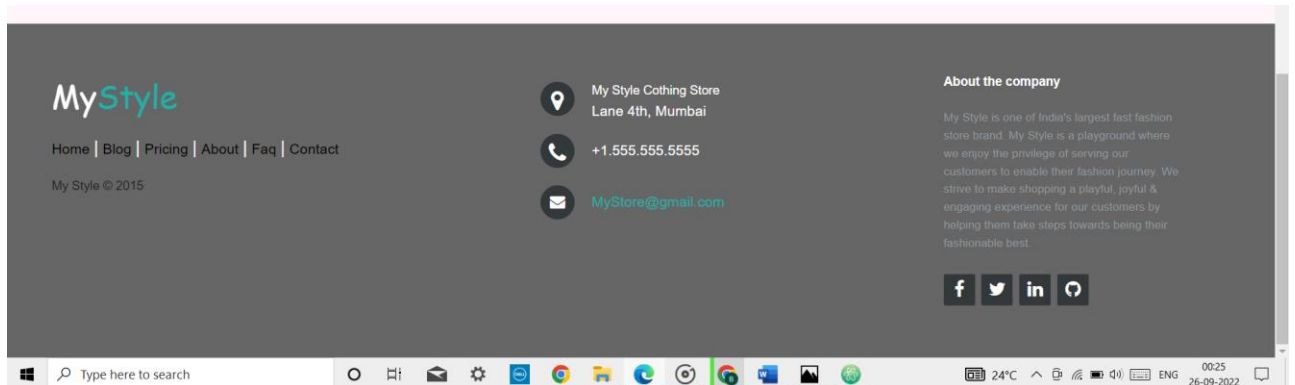 MyStyle
Home | Blog | Pricing | About | Faq | Contact
My Style © 2015
My Style Cothing Store
Lane 4th, Mumbai
+1.555.555.5555
MyStore@gmail.com
About the company
My Style is one of India's largest fast fashion
store brand. My Style is a playground where
we enjoy the privilege of serving our
customers to enable their fashion journey. We
strive to make shopping a playful, joyful &
engaging experience for our customers by
helping them take steps towards being their
fashionable best.
Type here to search
24°C
ENG
00:25
26-09-2022